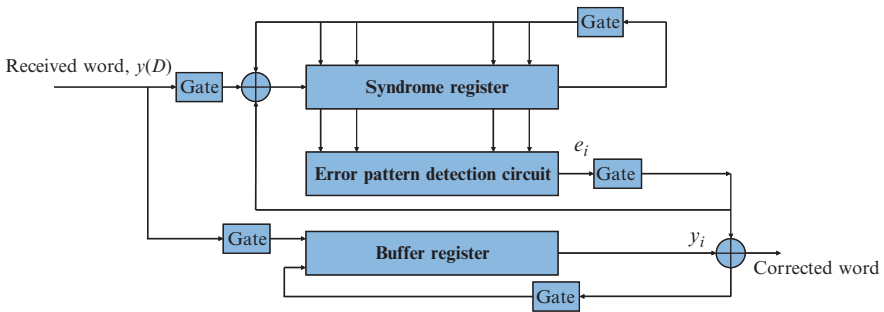 Gate
Received word, y(D)
Gate
Syndrome register
Error pattern detection circuit
e_i
Gate
Gate
Buffer register
y_i
Corrected word
Gate